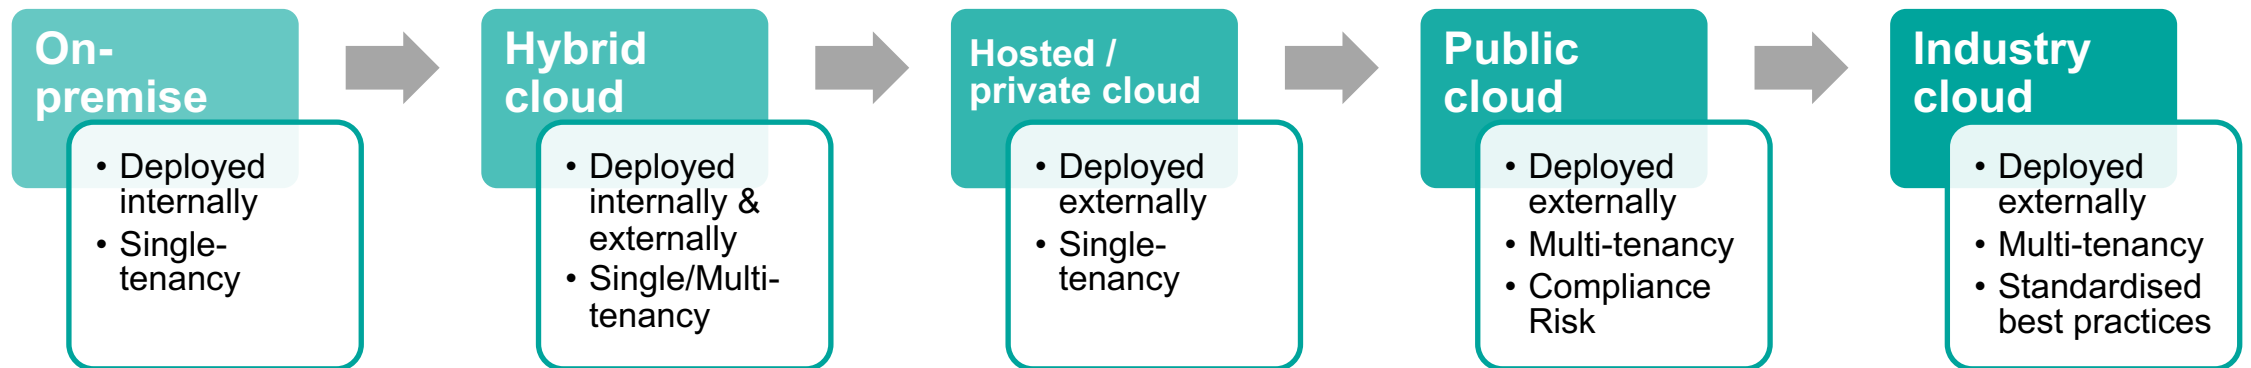 On-
premise
• Deployed
internally
• Single-
tenancy
Hybrid
cloud
• Deployed
internally &
externally
• Single/Multi-
tenancy
Hosted /
private cloud
• Deployed
externally
• Single-
tenancy
Public
cloud
• Deployed
externally
• Multi-tenancy
• Compliance
Risk
Industry
cloud
• Deployed
externally
• Multi-tenancy
• Standardised
best practices